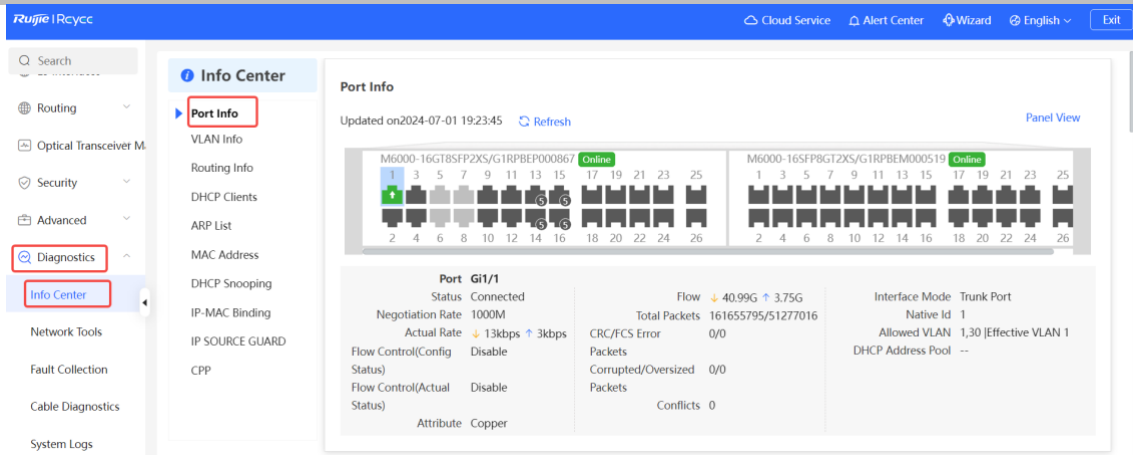 Ruijie | Rcycc
Cloud Service Alert Center Wizard English Exit
Search
Routing
Optical Transceiver M
Security
Advanced
Diagnostics
Info Center
Network Tools
Fault Collection
Cable Diagnostics
System Logs
Info Center
Port Info
VLAN Info
Routing Info
DHCP Clients
ARP List
MAC Address
DHCP Snooping
IP-MAC Binding
IP SOURCE GUARD
CPP
Port Info
Updated on2024-07-01 19:23:45 Refresh
Panel View
M6000-16GT8SFP2XS/G1RPBEP000867 Online
1 3 5 7 9 11 13 15 17 19 21 23 25
5 5
5 5
2 4 6 8 10 12 14 16 18 20 22 24 26
M6000-16SFP8GT2XS/G1RPBEM000519 Online
1 3 5 7 9 11 13 15 17 19 21 23 25
2 4 6 8 10 12 14 16 18 20 22 24 26
Port Gi1/1
Status Connected
Negotiation Rate 1000M
Actual Rate ↓ 13kbps ↑ 3kbps
Flow Control(Config
Status) Disable
Flow Control(Actual
Status) Disable
Attribute Copper
Flow ↓ 40.99G ↑ 3.75G
Total Packets 161655795/51277016
CRC/FCS Error
Packets 0/0
Corrupted/Oversized
Packets 0/0
Conflicts 0
Interface Mode Trunk Port
Native Id 1
Allowed VLAN 1,30 |Effective VLAN 1
DHCP Address Pool --